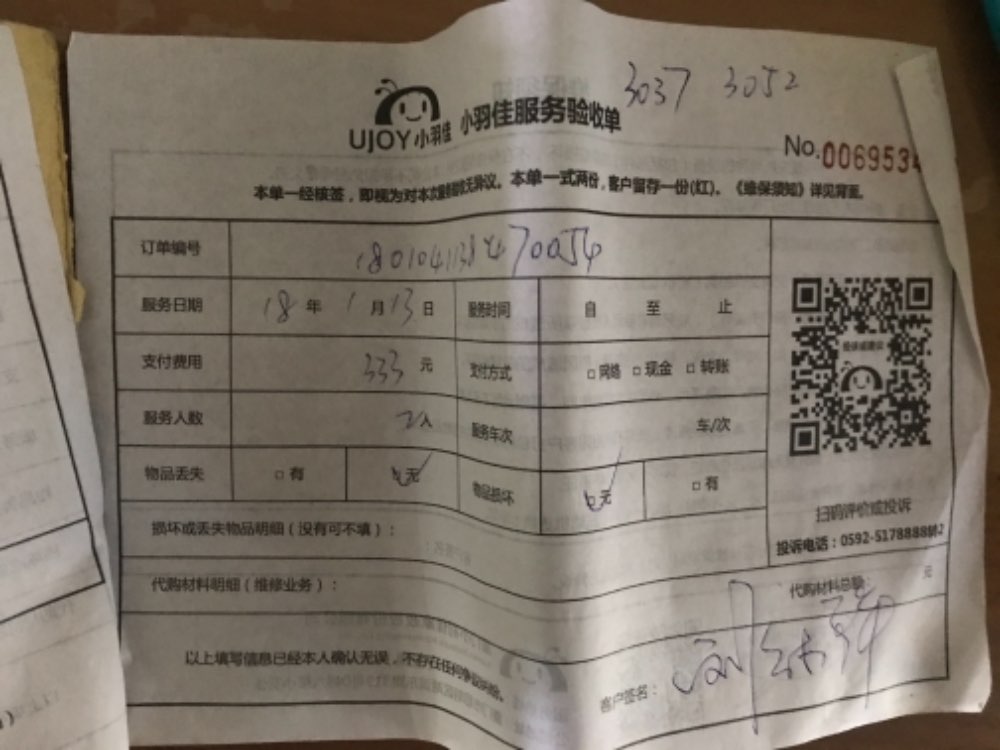 3037 3052
UJOY小羽佳 小羽佳服务验收单
No.0069534
本单一经核签，即视为对本次服务验收无异议。本单一式两份，客户留存一份(红)。《维保须知》详见背面。
订单编号
服务日期 18年 1月13日 服务时间 自 至 止
支付费用 333 元 支付方式 □网络 □现金 □转账
服务人数 2人 服务车次 车/次
物品丢失 □有 □无 物品损坏 □无 □有
扫码评价或投诉
投诉电话：0592-5178888
损坏或丢失物品明细（没有可不填）：
代购材料明细（维修业务）： 代购材料总额： 元
以上填写信息已经本人确认无误，不存在任何争议纠纷。 客户签名：